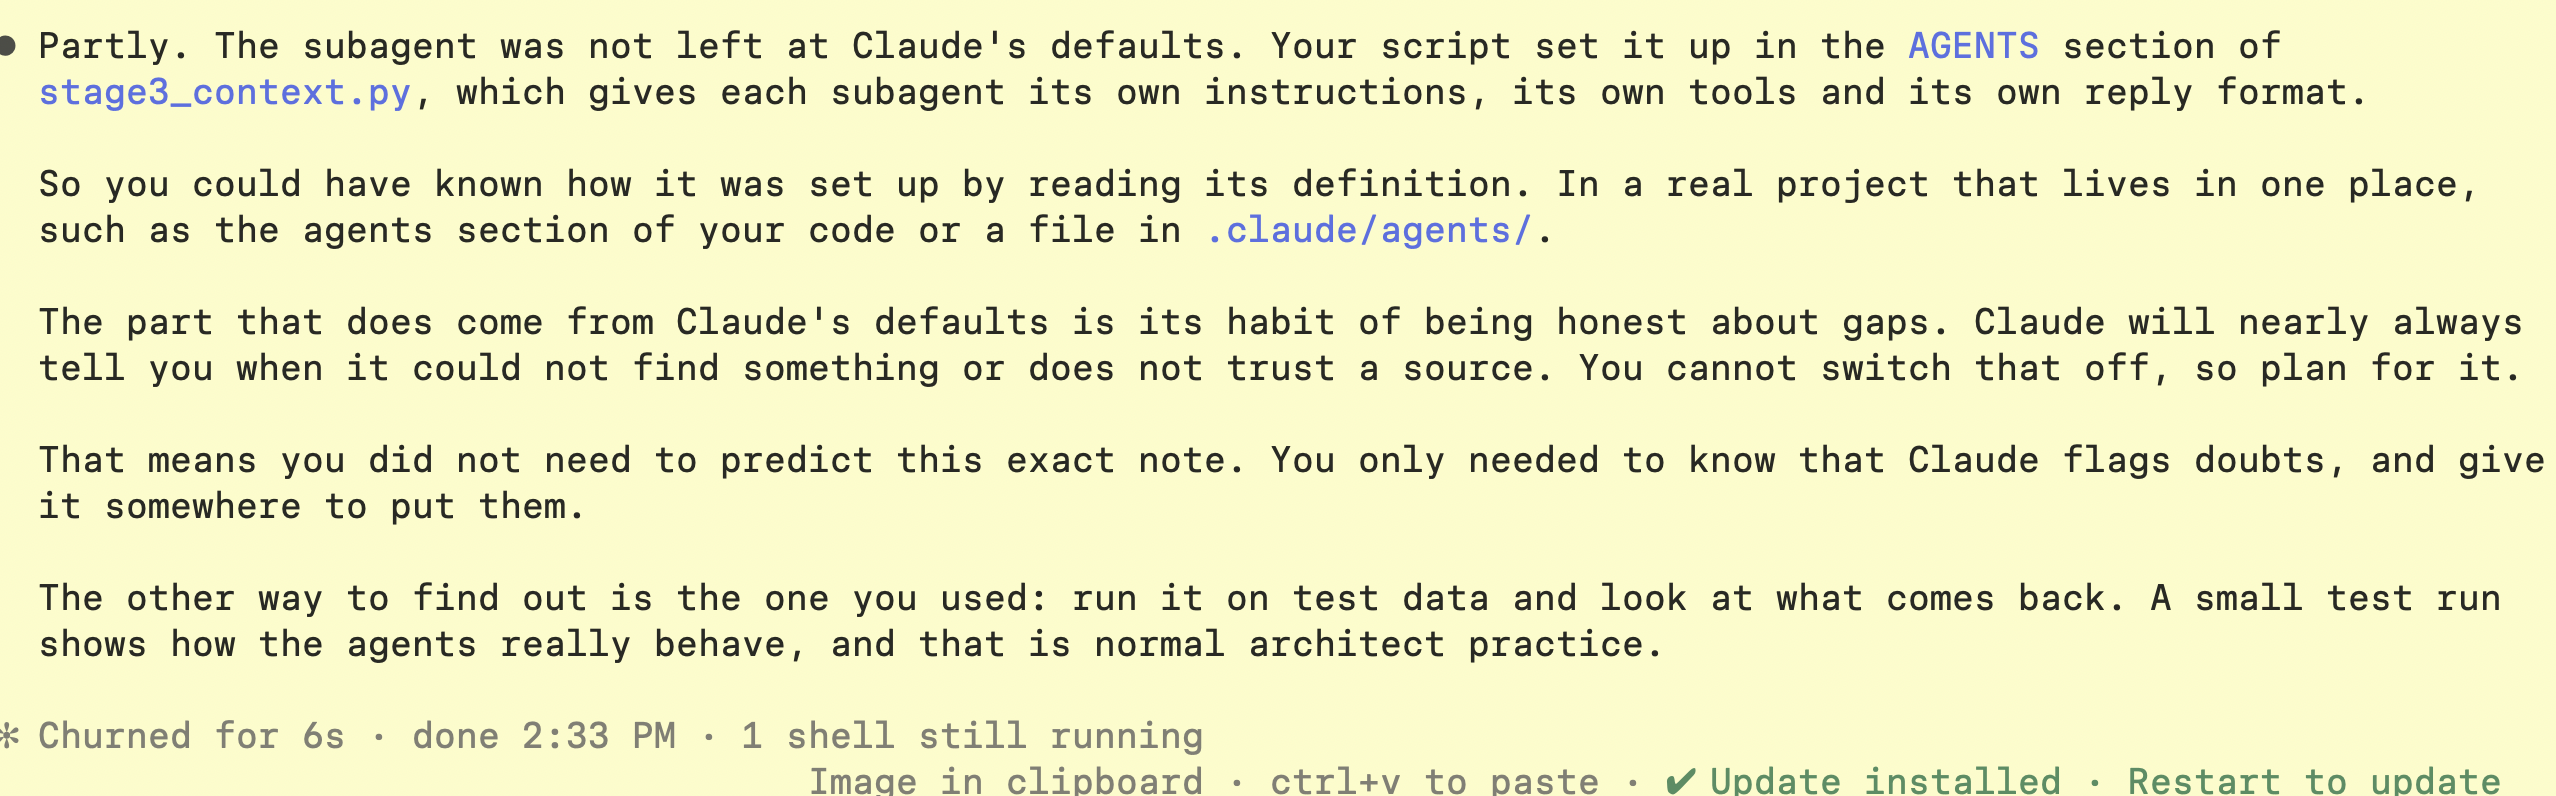 ● Partly. The subagent was not left at Claude's defaults. Your script set it up in the AGENTS section of
stage3_context.py, which gives each subagent its own instructions, its own tools and its own reply format.
So you could have known how it was set up by reading its definition. In a real project that lives in one place,
such as the agents section of your code or a file in .claude/agents/.
The part that does come from Claude's defaults is its habit of being honest about gaps. Claude will nearly always
tell you when it could not find something or does not trust a source. You cannot switch that off, so plan for it.
That means you did not need to predict this exact note. You only needed to know that Claude flags doubts, and give
it somewhere to put them.
The other way to find out is the one you used: run it on test data and look at what comes back. A small test run
shows how the agents really behave, and that is normal architect practice.
✻ Churned for 6s · done 2:33 PM · 1 shell still running
Image in clipboard · ctrl+v to paste · ✔ Update installed · Restart to update